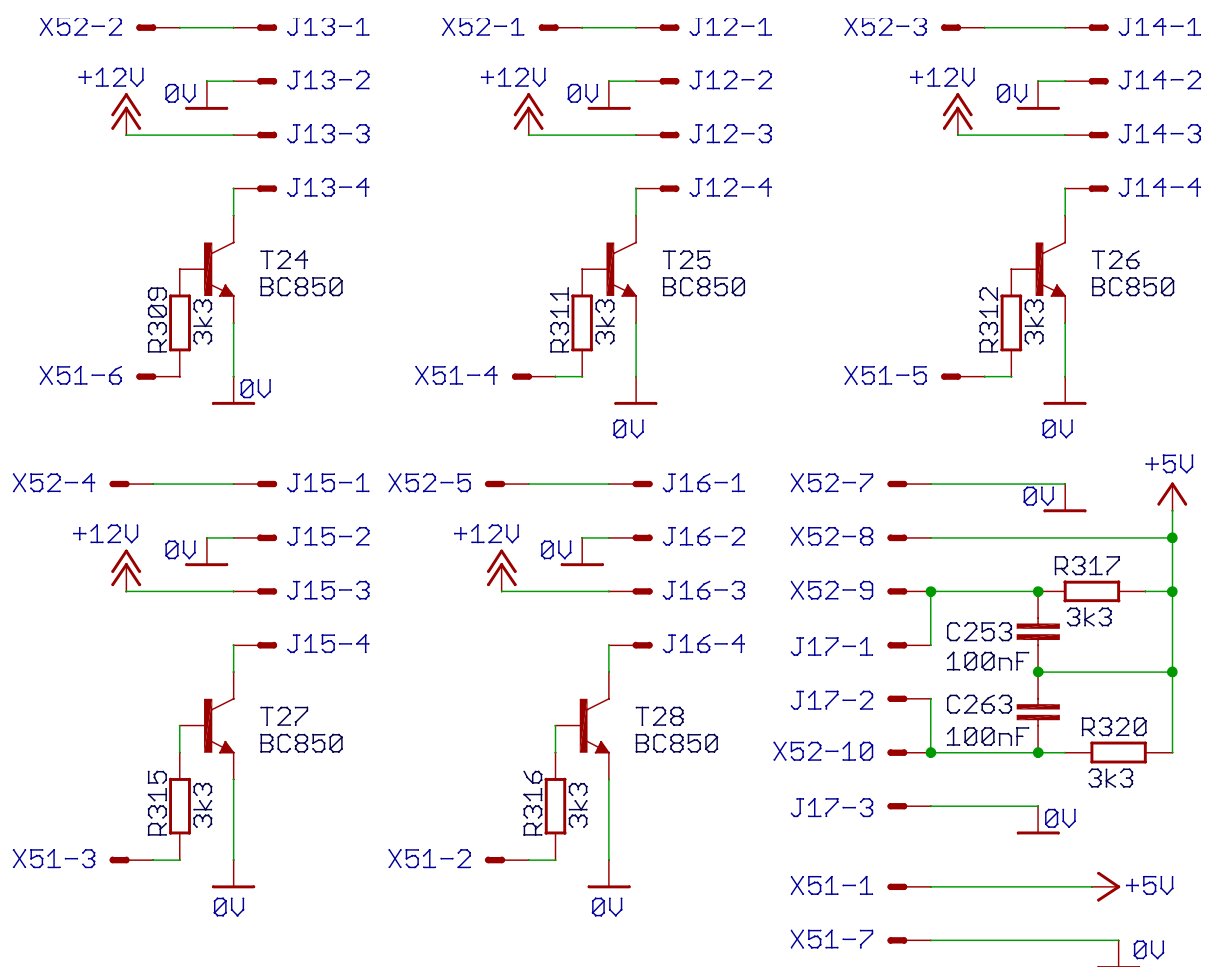 X52-2 J13-1
+12V 0V J13-2
J13-3
J13-4
T24
BC850
R309 3k3
X51-6 0V
X52-1 J12-1
+12V 0V J12-2
J12-3
J12-4
T25
BC850
R311 3k3
X51-4
0V
X52-3 J14-1
+12V 0V J14-2
J14-3
J14-4
T26
BC850
R312 3k3
X51-5
0V
X52-4 J15-1
+12V 0V J15-2
J15-3
J15-4
T27
BC850
R315 3k3
X51-3
0V
X52-5 J16-1
+12V 0V J16-2
J16-3
J16-4
T28
BC850
R316 3k3
X51-2
0V
+5V
X52-7 0V
X52-8
R317
X52-9
3k3
C253
J17-1
100nF
J17-2 C263
R320
100nF
X52-10
3k3
J17-3 0V
X51-1 +5V
X51-7 0V